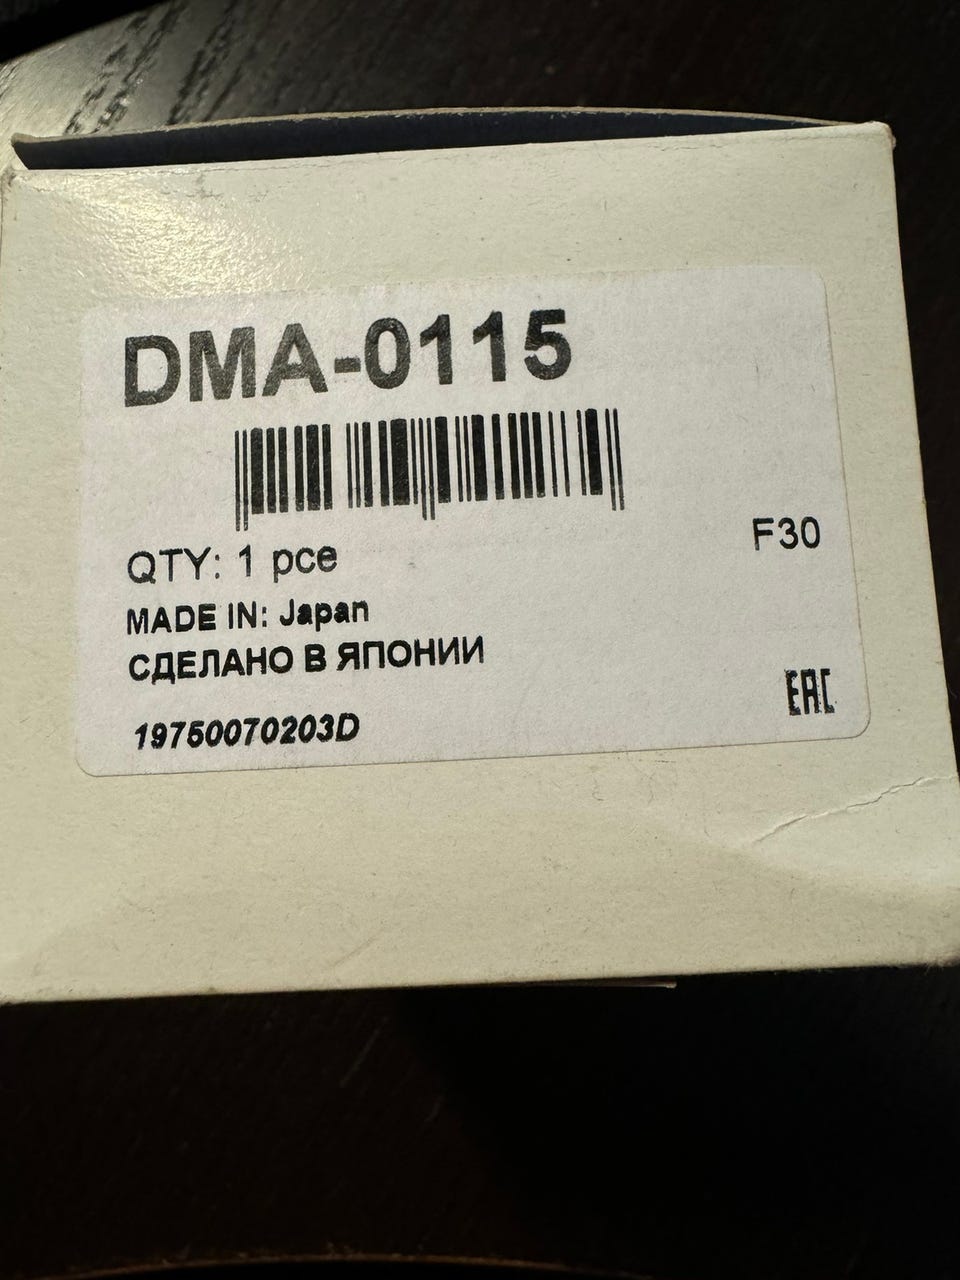 DMA-0115
QTY: 1 pce
F30
MADE IN: Japan
СДЕЛАНО В ЯПОНИИ
EAC
19750070203D